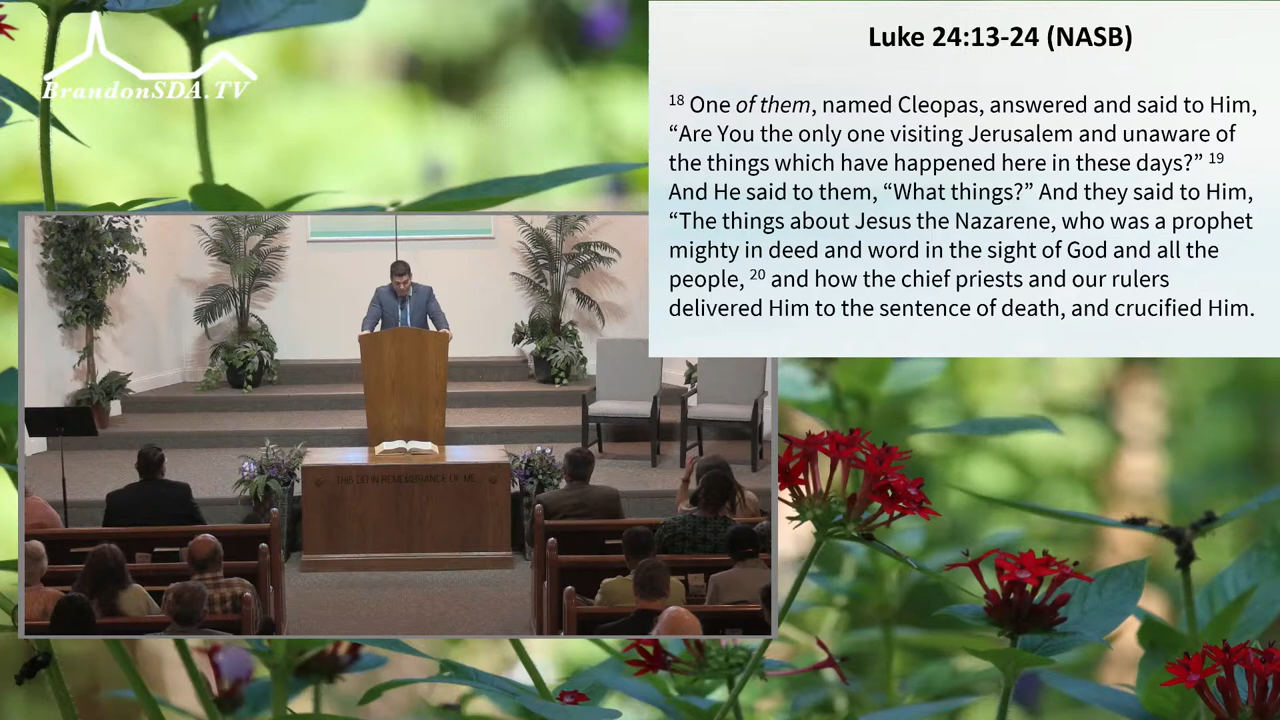 BrandonSDA.TV
Luke 24:13-24 (NASB)
18 One of them, named Cleopas, answered and said to Him,
“Are You the only one visiting Jerusalem and unaware of
the things which have happened here in these days?” 19
And He said to them, “What things?” And they said to Him,
“The things about Jesus the Nazarene, who was a prophet
mighty in deed and word in the sight of God and all the
people, 20 and how the chief priests and our rulers
delivered Him to the sentence of death, and crucified Him.
THIS DO IN REMEMBRANCE OF ME